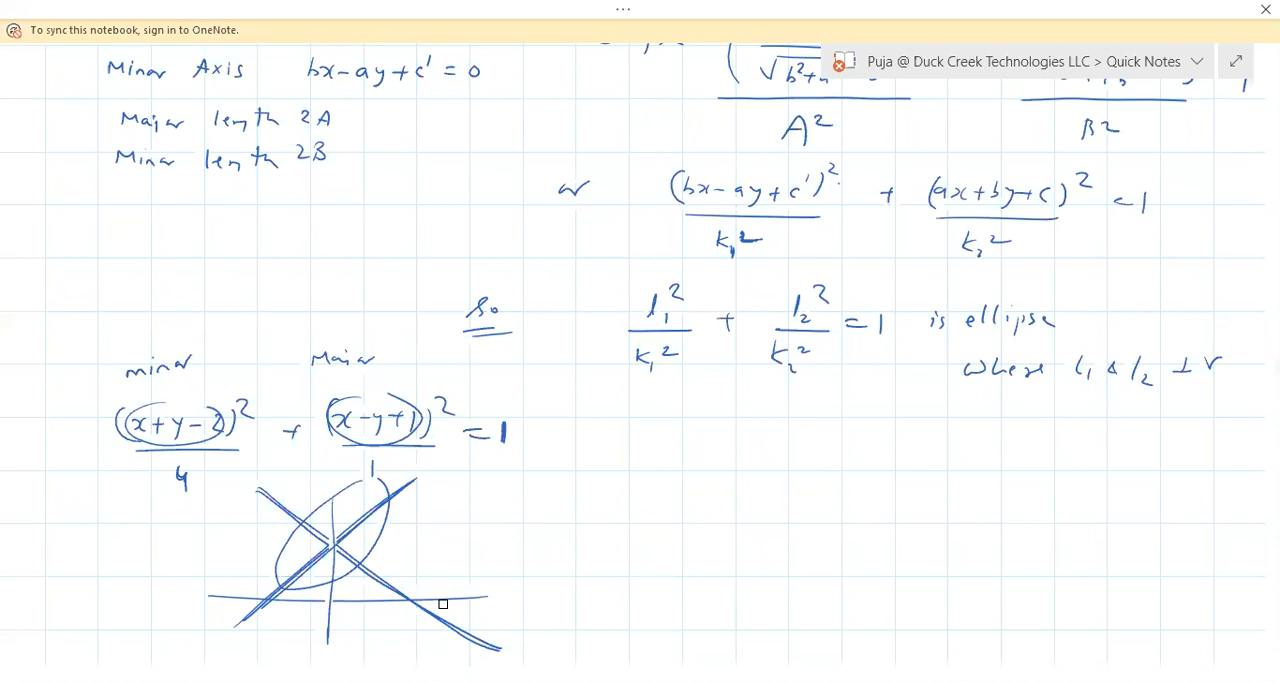 To sync this notebook, sign in to OneNote.
Puja @ Duck Creek Technologies LLC > Quick Notes
Minor Axis bx-ay+c' = 0
√b²+
A² B²
Major length 2A
Minor length 2B
or (bx-ay+c')²/k₁² + (ax+by+c)²/k₂² = 1
So l₁²/k₁² + l₂²/k₂² = 1 is ellipse
where l₁ & l₂ ⊥r
minor Major
(x+y-2)²/4 + (x-y+1)²/1 = 1